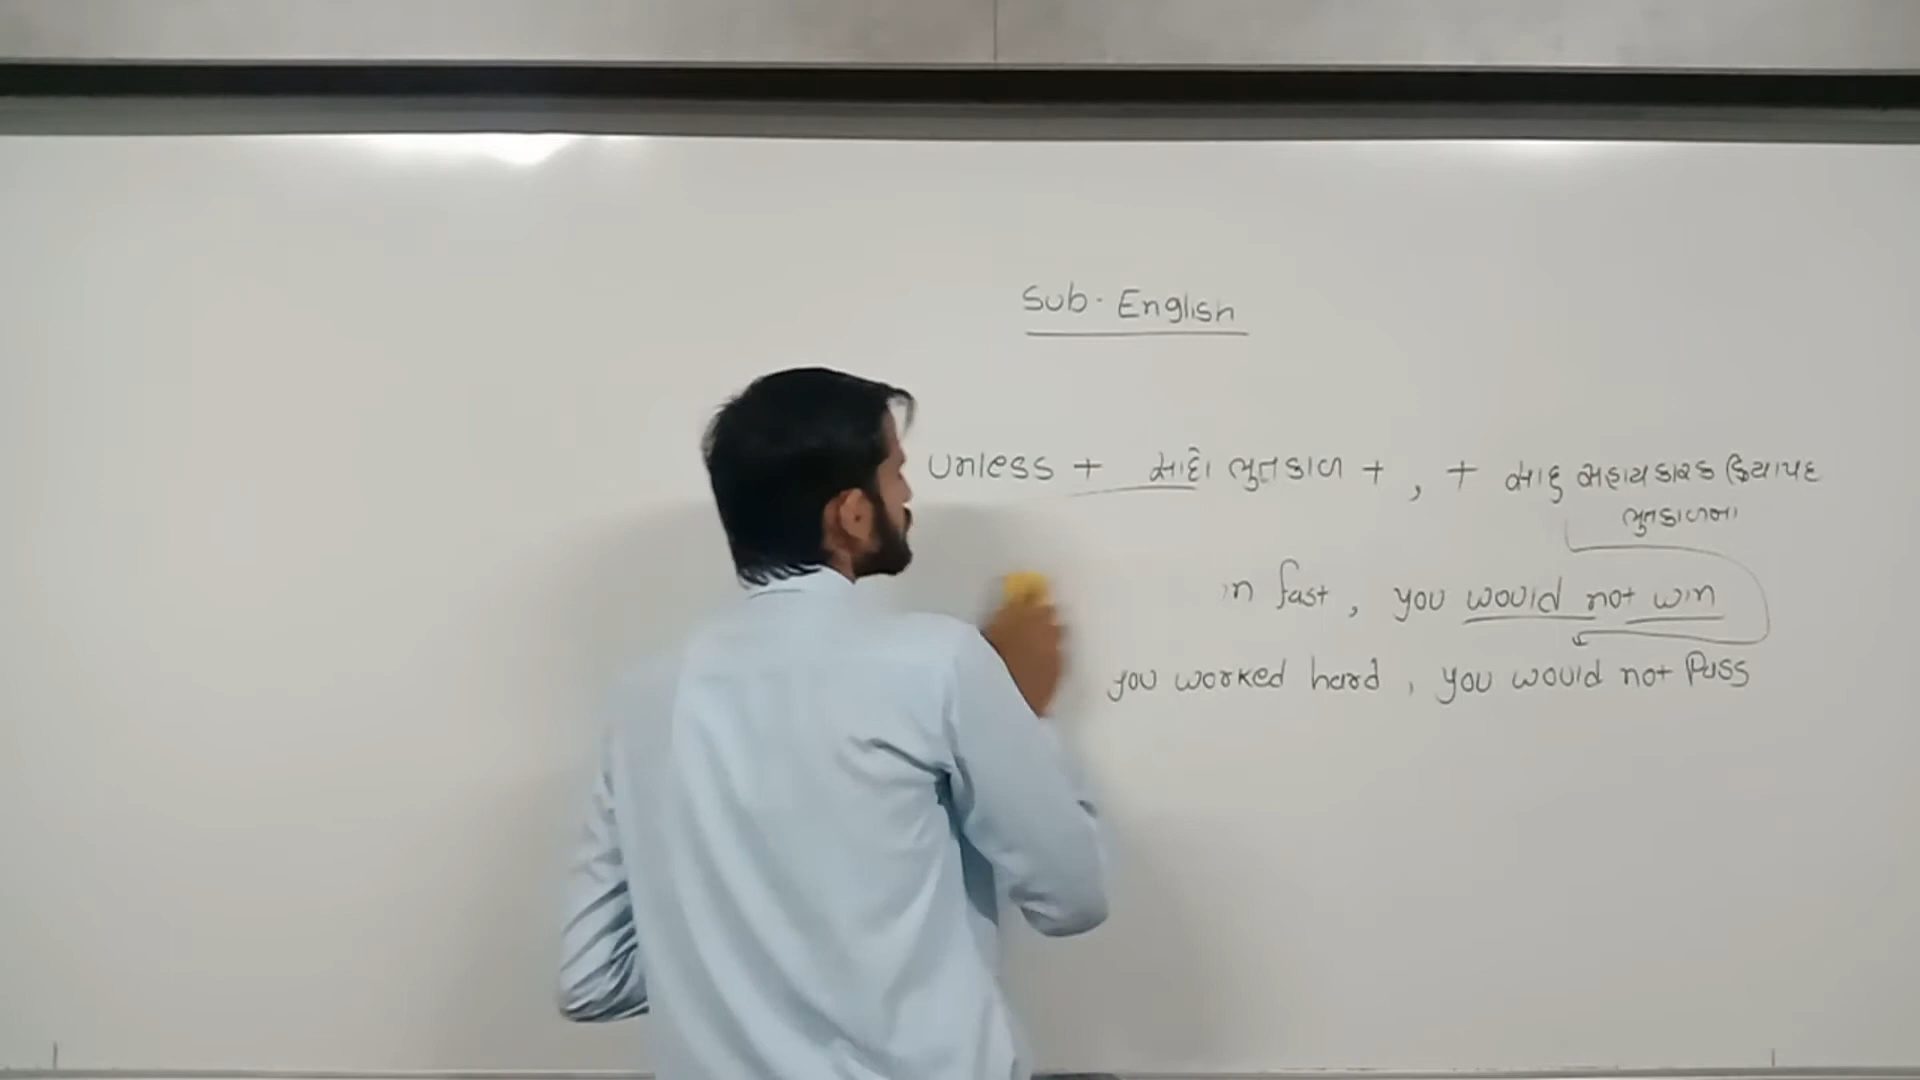 Sub. English
unless + સાદો ભુતકાળ + , + સાદુ સહાયકારક ક્રિયાપદ
ભુતકાળના
fast, you would not win
you worked hard, you would not Pass